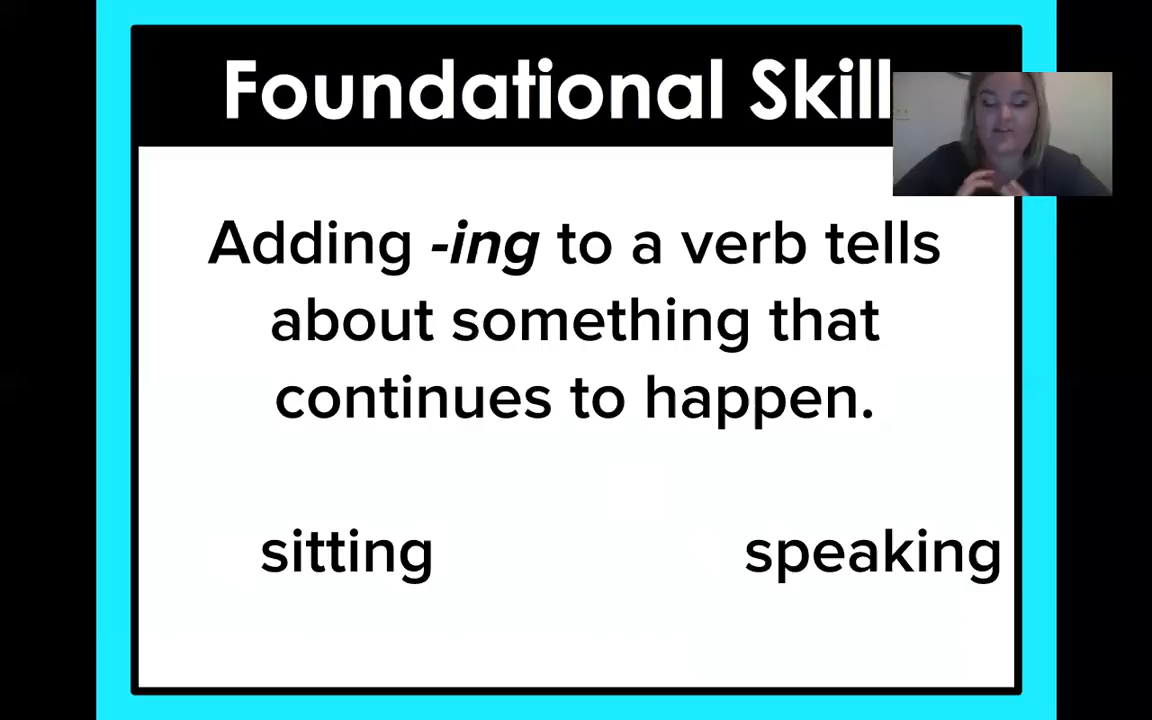 Foundational Skill
Adding -ing to a verb tells
about something that
continues to happen.
sitting speaking